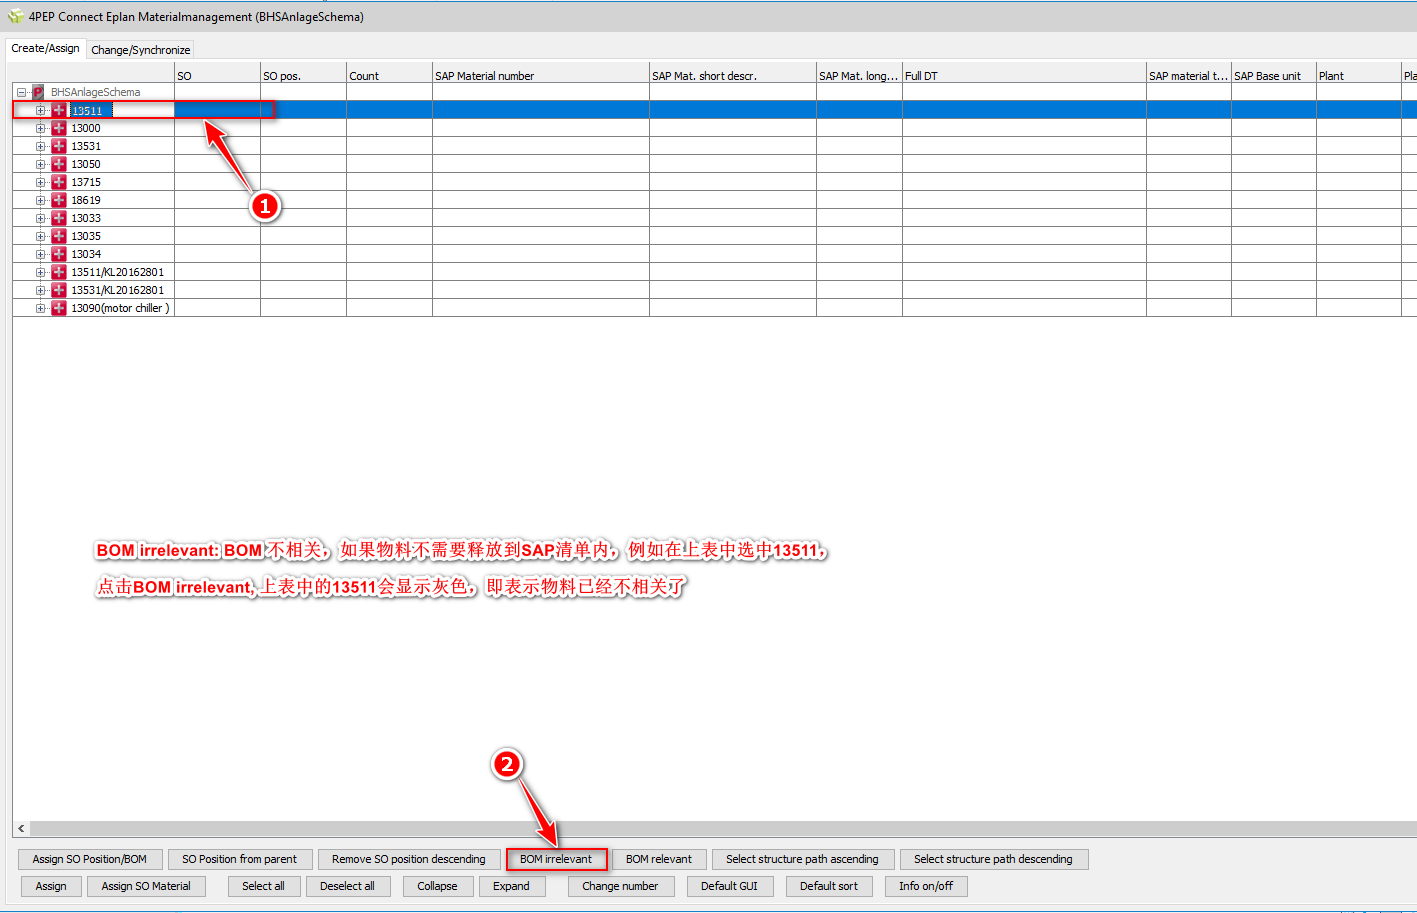 4PEP Connect Eplan Materialmanagement (BHSAnlageSchema)
Create/Assign Change/Synchronize
SO SO pos. Count SAP Material number SAP Mat. short descr. SAP Mat. long... Full DT SAP material t... SAP Base unit Plant Pla
BHSAnlageSchema
13511
13000
13531
13050
13715
18619
1
13033
13035
13034
13511/KL20162801
13531/KL20162801
13090(motor chiller )
BOM irrelevant: BOM 不相关，如果物料不需要释放到SAP清单内，例如在上表中选中13511，
点击BOM irrelevant, 上表中的13511会显示灰色，即表示物料已经不相关了
2
Assign SO Position/BOM SO Position from parent Remove SO position descending BOM irrelevant BOM relevant Select structure path ascending Select structure path descending
Assign Assign SO Material Select all Deselect all Collapse Expand Change number Default GUI Default sort Info on/off